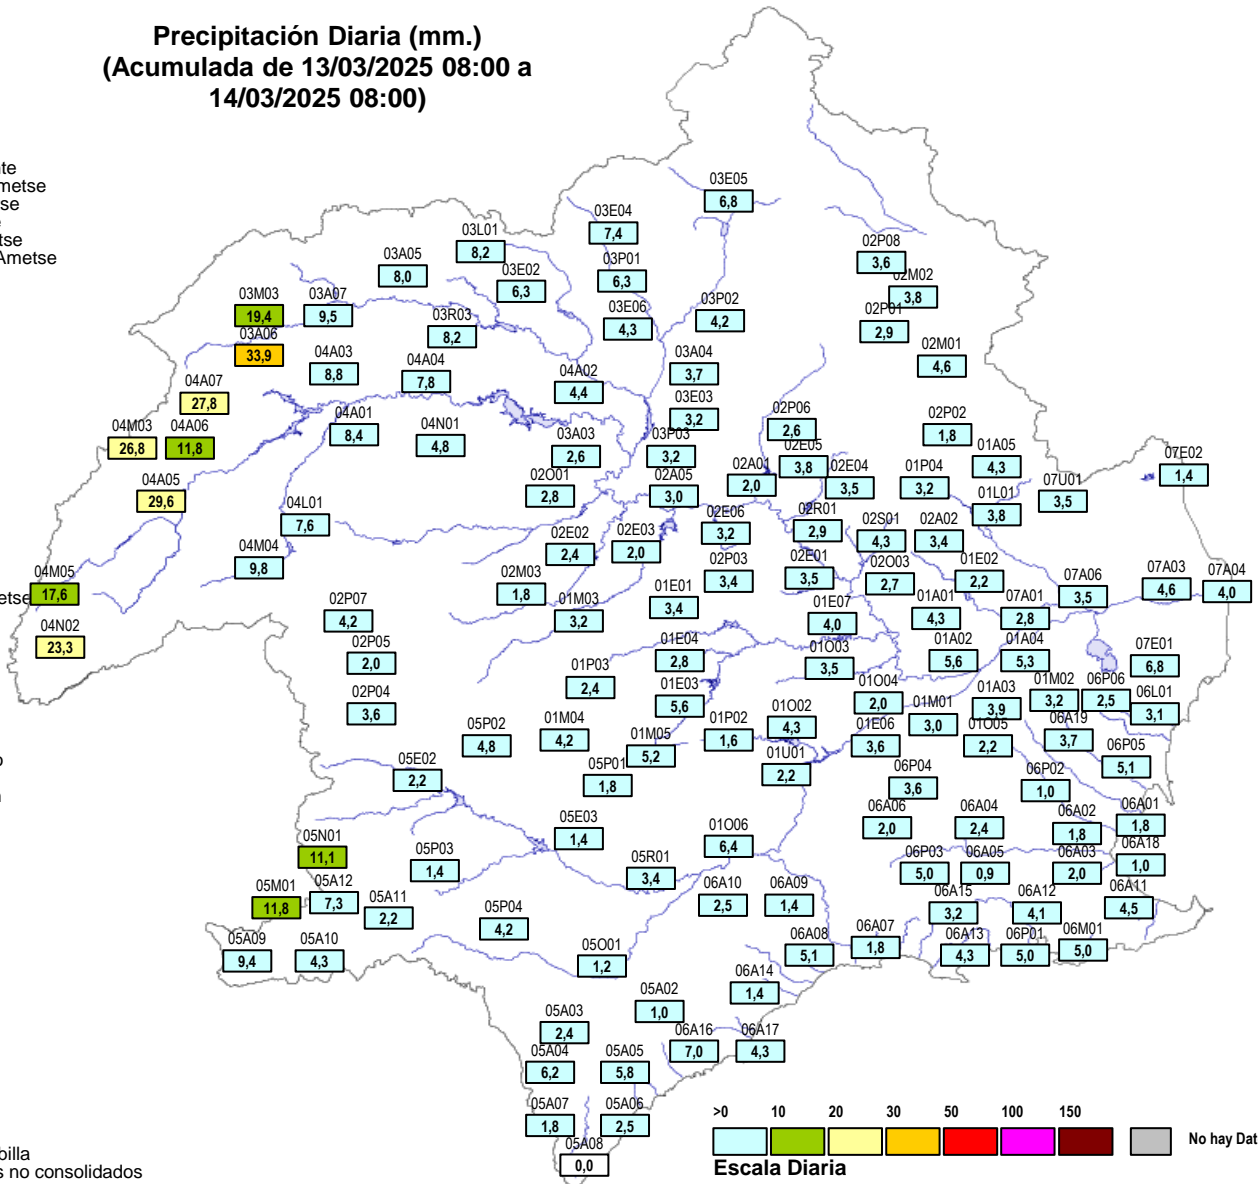 Precipitación Diaria (mm.)
(Acumulada de 13/03/2025 08:00 a
14/03/2025 08:00)
nte
metse
tse
e
tse
Ametse
03E05
6,8
03E04
7,4
03L01
8,2
02P08
3,6
03A05
8,0
03P01
6,3
03E02
6,3
02M02
3,8
03M03
19,4
03A07
9,5
03P02
4,2
03E06
4,3
02P01
2,9
03R03
8,2
03A06
33,9
02M01
4,6
04A03
8,8
04A04
7,8
03A04
3,7
04A02
4,4
04A07
27,8
03E03
3,2
02P06
2,6
02P02
1,8
04A01
8,4
04M03
26,8
04A06
11,8
04N01
4,8
03A03
2,6
03P03
3,2
02E05
3,8
01A05
4,3
07E02
1,4
02A01
2,0
02E04
3,5
01P04
3,2
07U01
3,5
04A05
29,6
02O01
2,8
02A05
3,0
01L01
3,8
04L01
7,6
02E06
3,2
02R01
2,9
02S01
4,3
02A02
3,4
02E02
2,4
02E03
2,0
04M04
9,8
02P03
3,4
02E01
3,5
02O03
2,7
01E02
2,2
04M05
17,6
etse
02M03
1,8
07A06
3,5
07A03
4,6
07A04
4,0
01E01
3,4
02P07
4,2
01M03
3,2
01E07
4,0
01A01
4,3
07A01
2,8
04N02
23,3
02P05
2,0
01E04
2,8
01O03
3,5
01A02
5,6
01A04
5,3
07E01
6,8
01P03
2,4
02P04
3,6
01E03
5,6
01O04
2,0
01A03
3,9
01M02
3,2
06P06
2,5
06L01
3,1
05P02
4,8
01M04
4,2
01P02
1,6
01O02
4,3
01M01
3,0
01E06
3,6
01O05
2,2
06A19
3,7
01M05
5,2
01U01
2,2
06P05
5,1
o
05E02
2,2
05P01
1,8
06P04
3,6
06P02
1,0
05E03
1,4
06A06
2,0
06A04
2,4
06A02
1,8
06A01
1,8
05N01
11,1
01O06
6,4
05P03
1,4
05R01
3,4
06P03
5,0
06A05
0,9
06A03
2,0
06A18
1,0
05M01
11,8
05A12
7,3
05A11
2,2
06A10
2,5
06A09
1,4
06A15
3,2
06A12
4,1
06A11
4,5
05P04
4,2
05A09
9,4
05A10
4,3
05O01
1,2
06A08
5,1
06A07
1,8
06A13
4,3
06P01
5,0
06M01
5,0
06A14
1,4
05A02
1,0
05A03
2,4
06A16
7,0
06A17
4,3
05A04
6,2
05A05
5,8
05A07
1,8
05A06
2,5
05A08
0,0
>0 10 20 30 50 100 150
No hay Dat
Escala Diaria
billa
s no consolidados